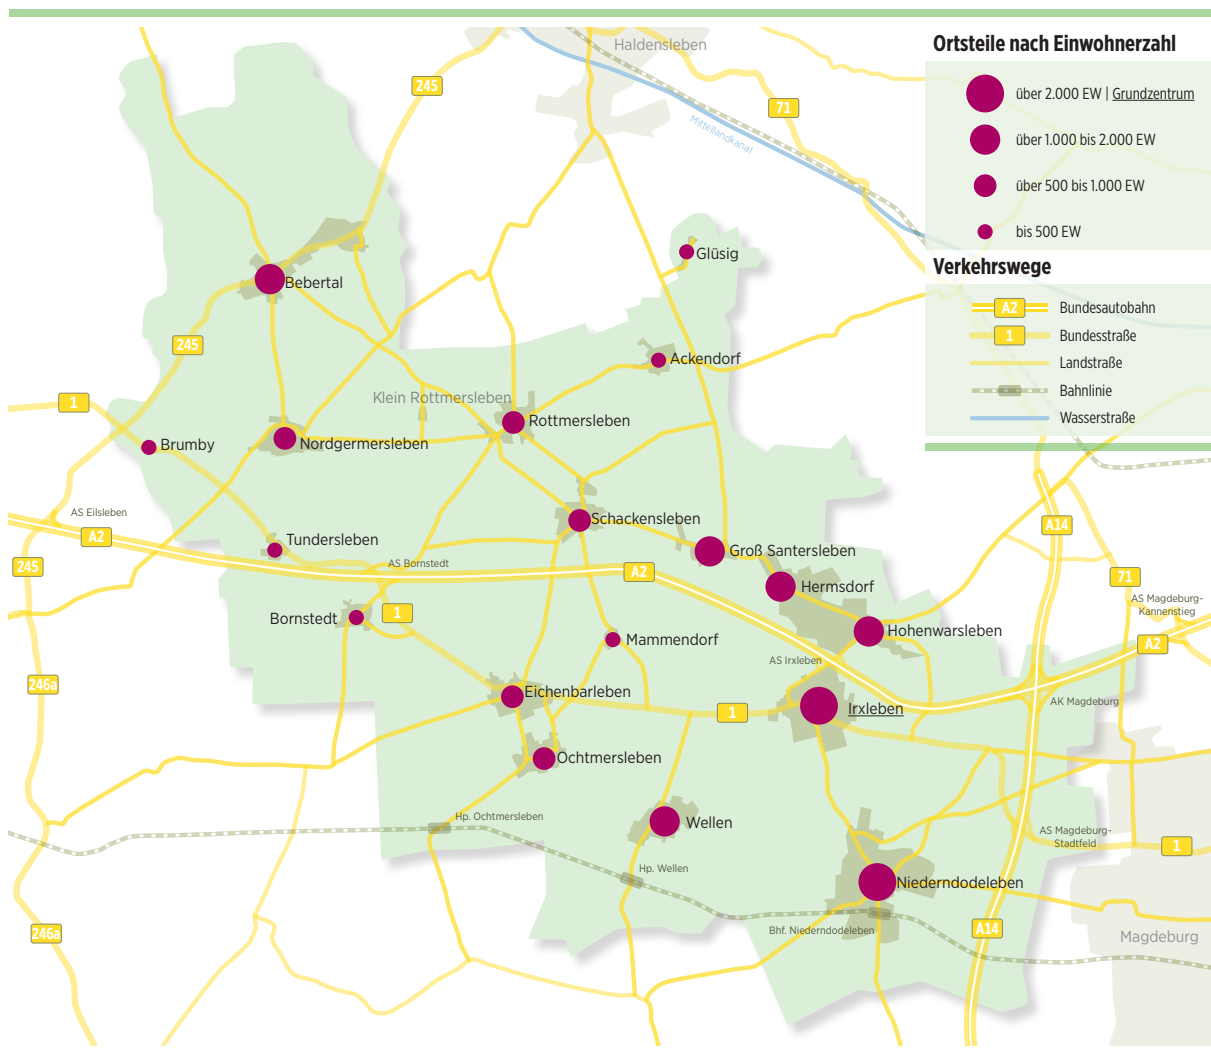 Ortsteile nach Einwohnerzahl
über 2.000 EW | Grundzentrum
über 1.000 bis 2.000 EW
über 500 bis 1.000 EW
bis 500 EW
Verkehrswege
A2 Bundesautobahn
1 Bundesstraße
Landstraße
Bahnlinie
Wasserstraße
Haldensleben
245
71
Mittellandkanal
Glüsig
Bebertal
245
Ackendorf
Klein Rottmersleben
1
Rottmersleben
Brumby
Nordgermersleben
AS Eilsleben
A2
Schackensleben
A14
Tundersleben
Groß Santersleben
AS Bornstedt
245
A2
71
Hermsdorf
AS Magdeburg-
Kannenstieg
Bornstedt
1
Mammendorf
Hohenwarsleben
A2
AS Irxleben
246a
Eichenbarleben
AK Magdeburg
1
Irxleben
Ochtmersleben
Hp. Ochtmersleben
Wellen
AS Magdeburg-
Stadtfeld
1
Hp. Wellen
Niederndodeleben
246a
Bhf. Niederndodeleben
A14
Magdeburg